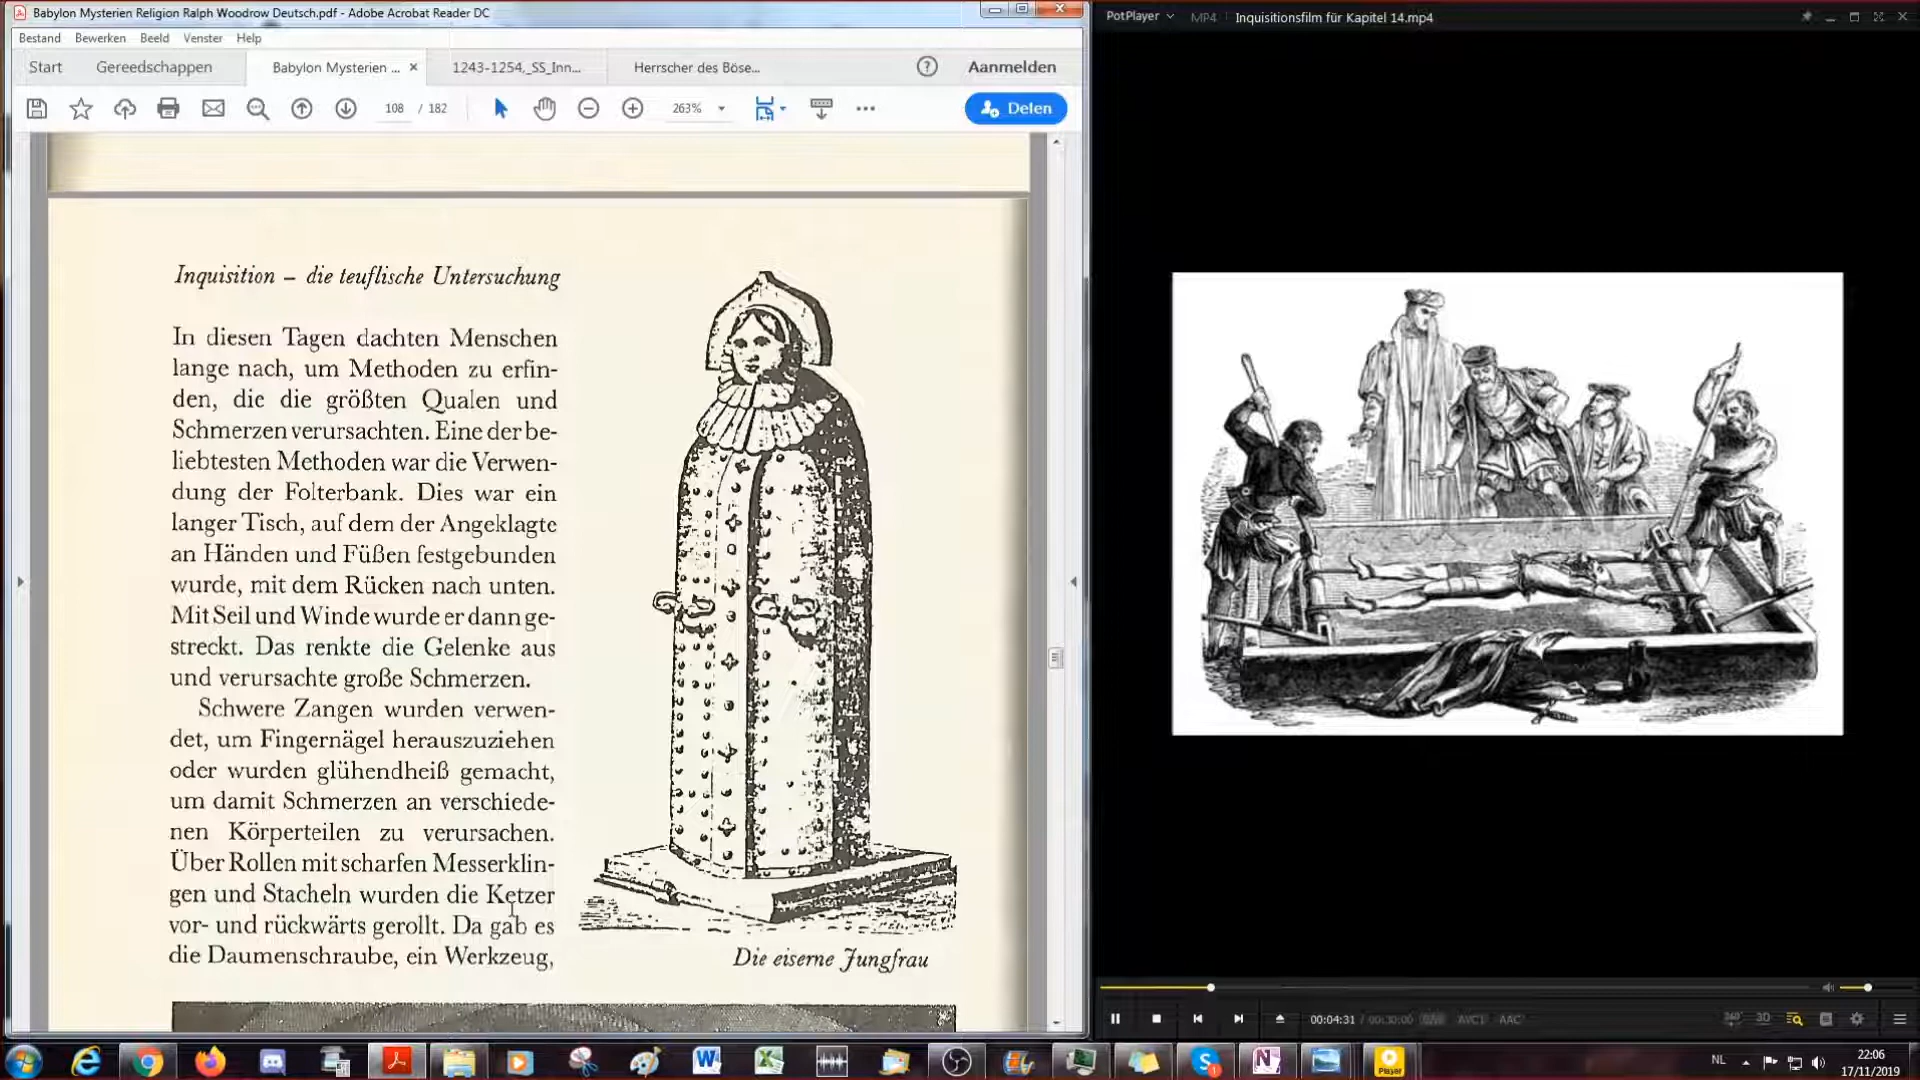 Babylon Mysterien Religion Ralph Woodrow Deutsch.pdf - Adobe Acrobat Reader DC
Bestand Bewerken Beeld Venster Help
Start Gereedschappen Babylon Mysterien ... 1243-1254,_SS_Inn... Herrscher des Böse... Aanmelden
108 / 182 263% Delen
Inquisition – die teuflische Untersuchung
In diesen Tagen dachten Menschen
lange nach, um Methoden zu erfin-
den, die die größten Qualen und
Schmerzen verursachten. Eine der be-
liebtesten Methoden war die Verwen-
dung der Folterbank. Dies war ein
langer Tisch, auf dem der Angeklagte
an Händen und Füßen festgebunden
wurde, mit dem Rücken nach unten.
Mit Seil und Winde wurde er dann ge-
streckt. Das renkte die Gelenke aus
und verursachte große Schmerzen.
Schwere Zangen wurden verwen-
det, um Fingernägel herauszuziehen
oder wurden glühendheiß gemacht,
um damit Schmerzen an verschiede-
nen Körperteilen zu verursachen.
Über Rollen mit scharfen Messerklin-
gen und Stacheln wurden die Ketzer
vor- und rückwärts gerollt. Da gab es
die Daumenschraube, ein Werkzeug,
Die eiserne Jungfrau
PotPlayer MP4 Inquisitionsfilm für Kapitel 14.mp4
00:04:31 / 00:30:00 AVC1 AAC
360° 3D
Player
NL
22:06
17/11/2019